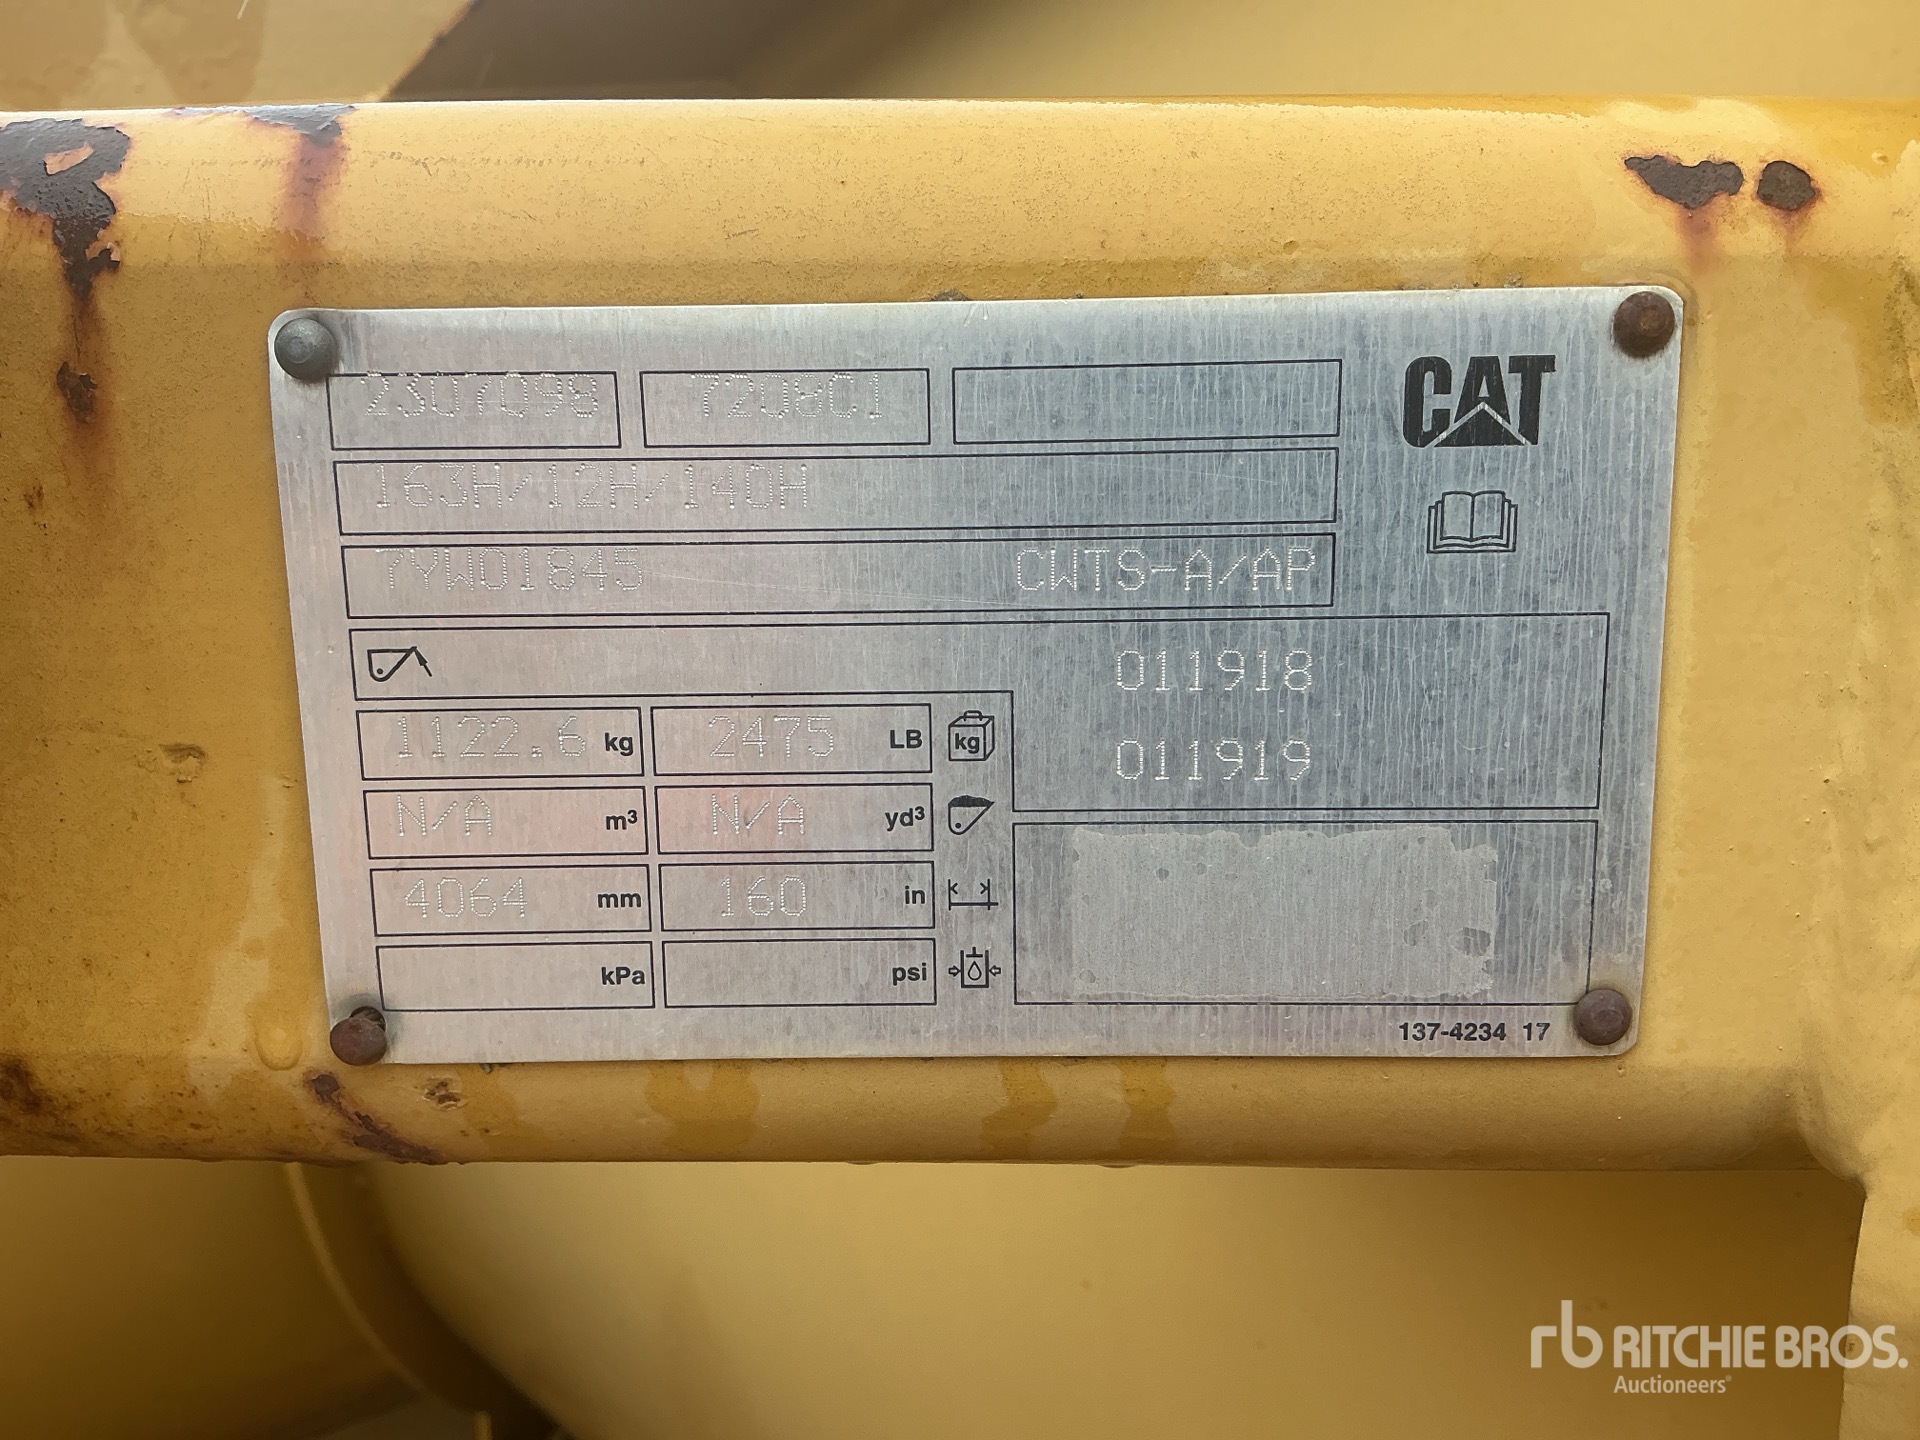 2307098 7208C1
CAT
163H/12H/140H
7YW01845 CWTS-A/AP
011918
1122.6 kg 2475 LB kg
011919
N/A m³ N/A yd³
4064 mm 160 in
kPa psi
137-4234 17
rb RITCHIE BROS.
Auctioneers